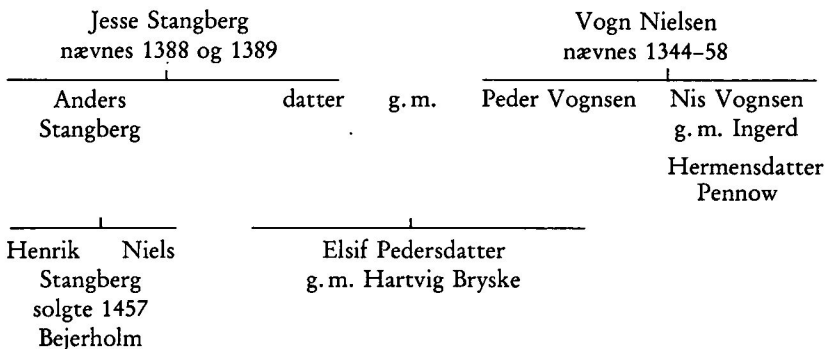 Jesse Stangberg
nævnes 1388 og 1389
Vogn Nielsen
nævnes 1344–58
Anders
Stangberg
datter g. m. Peder Vognsen
Nis Vognsen
g. m. Ingerd
Hermensdatter
Pennow
Henrik Niels
Stangberg
solgte 1457
Bejerholm
Elsif Pedersdatter
g. m. Hartvig Bryske